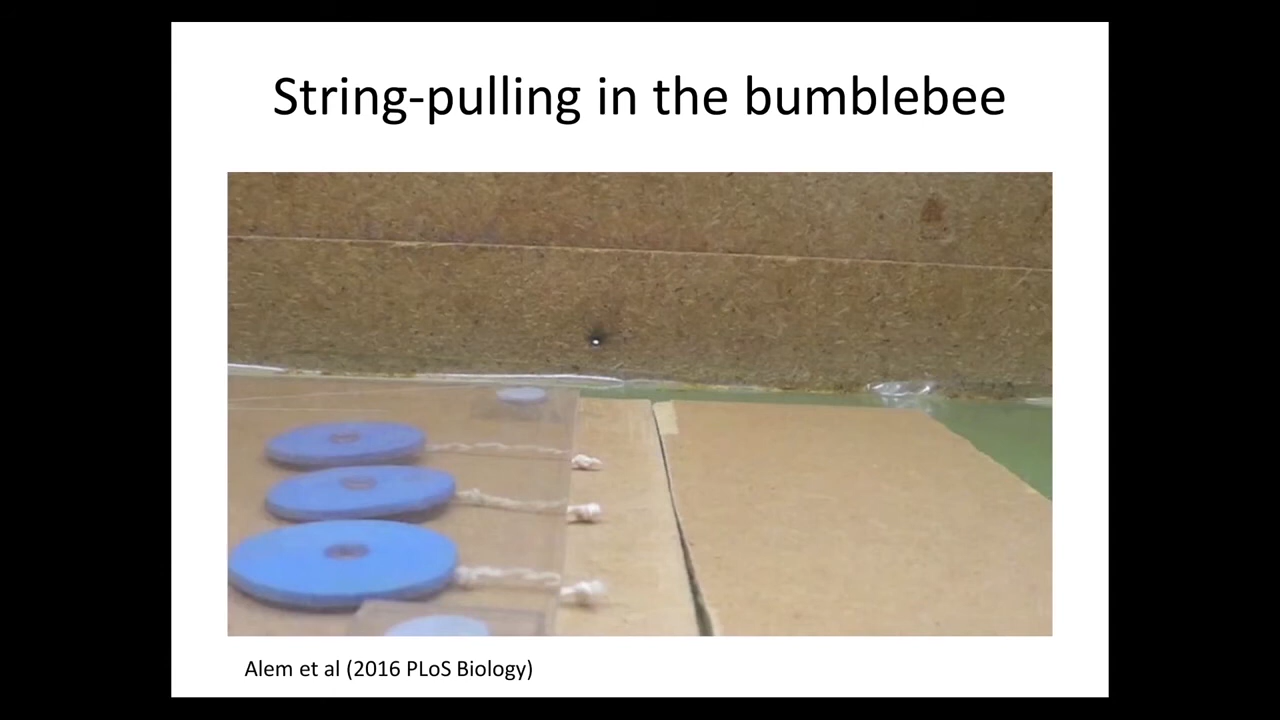 String-pulling in the bumblebee
Alem et al (2016 PLoS Biology)